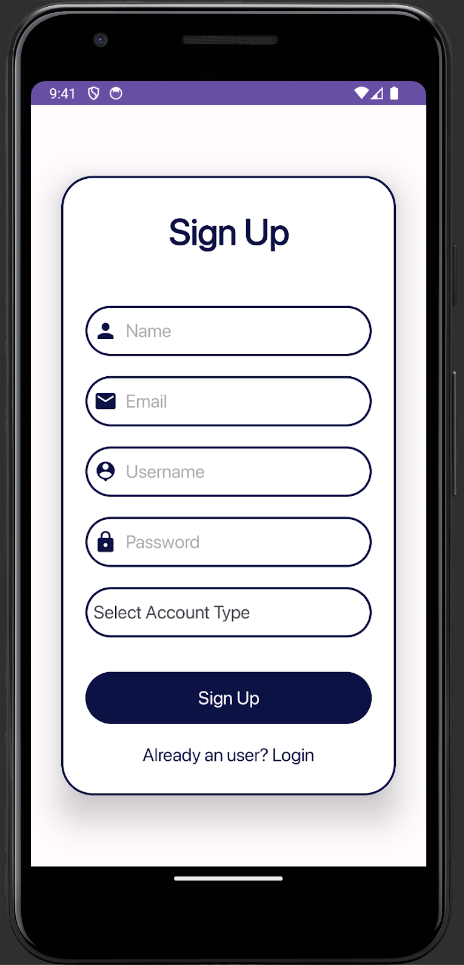 9:41
Sign Up
Name
Email
Username
Password
Select Account Type
Sign Up
Already an user? Login